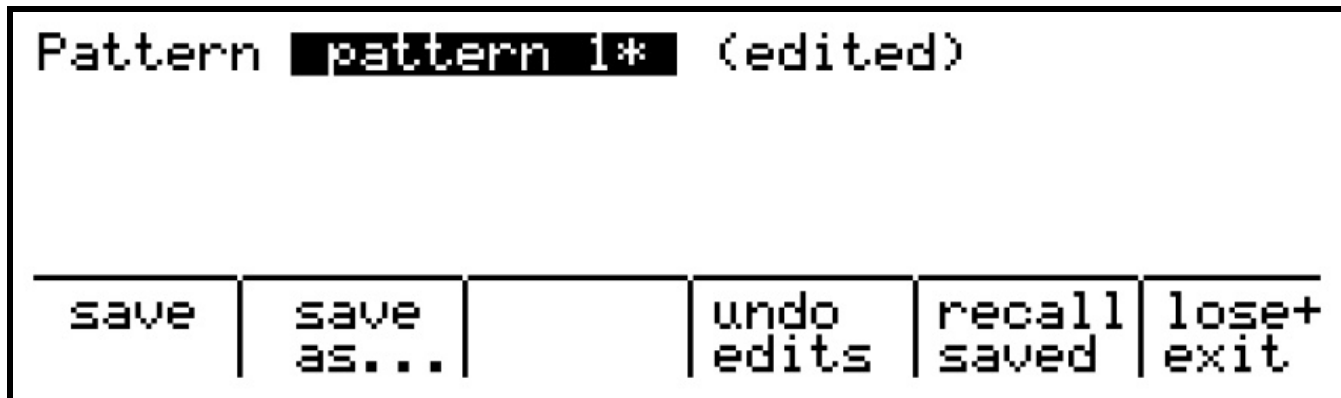 Pattern pattern 1* (edited)
save save undo recall lose+
as... edits saved exit